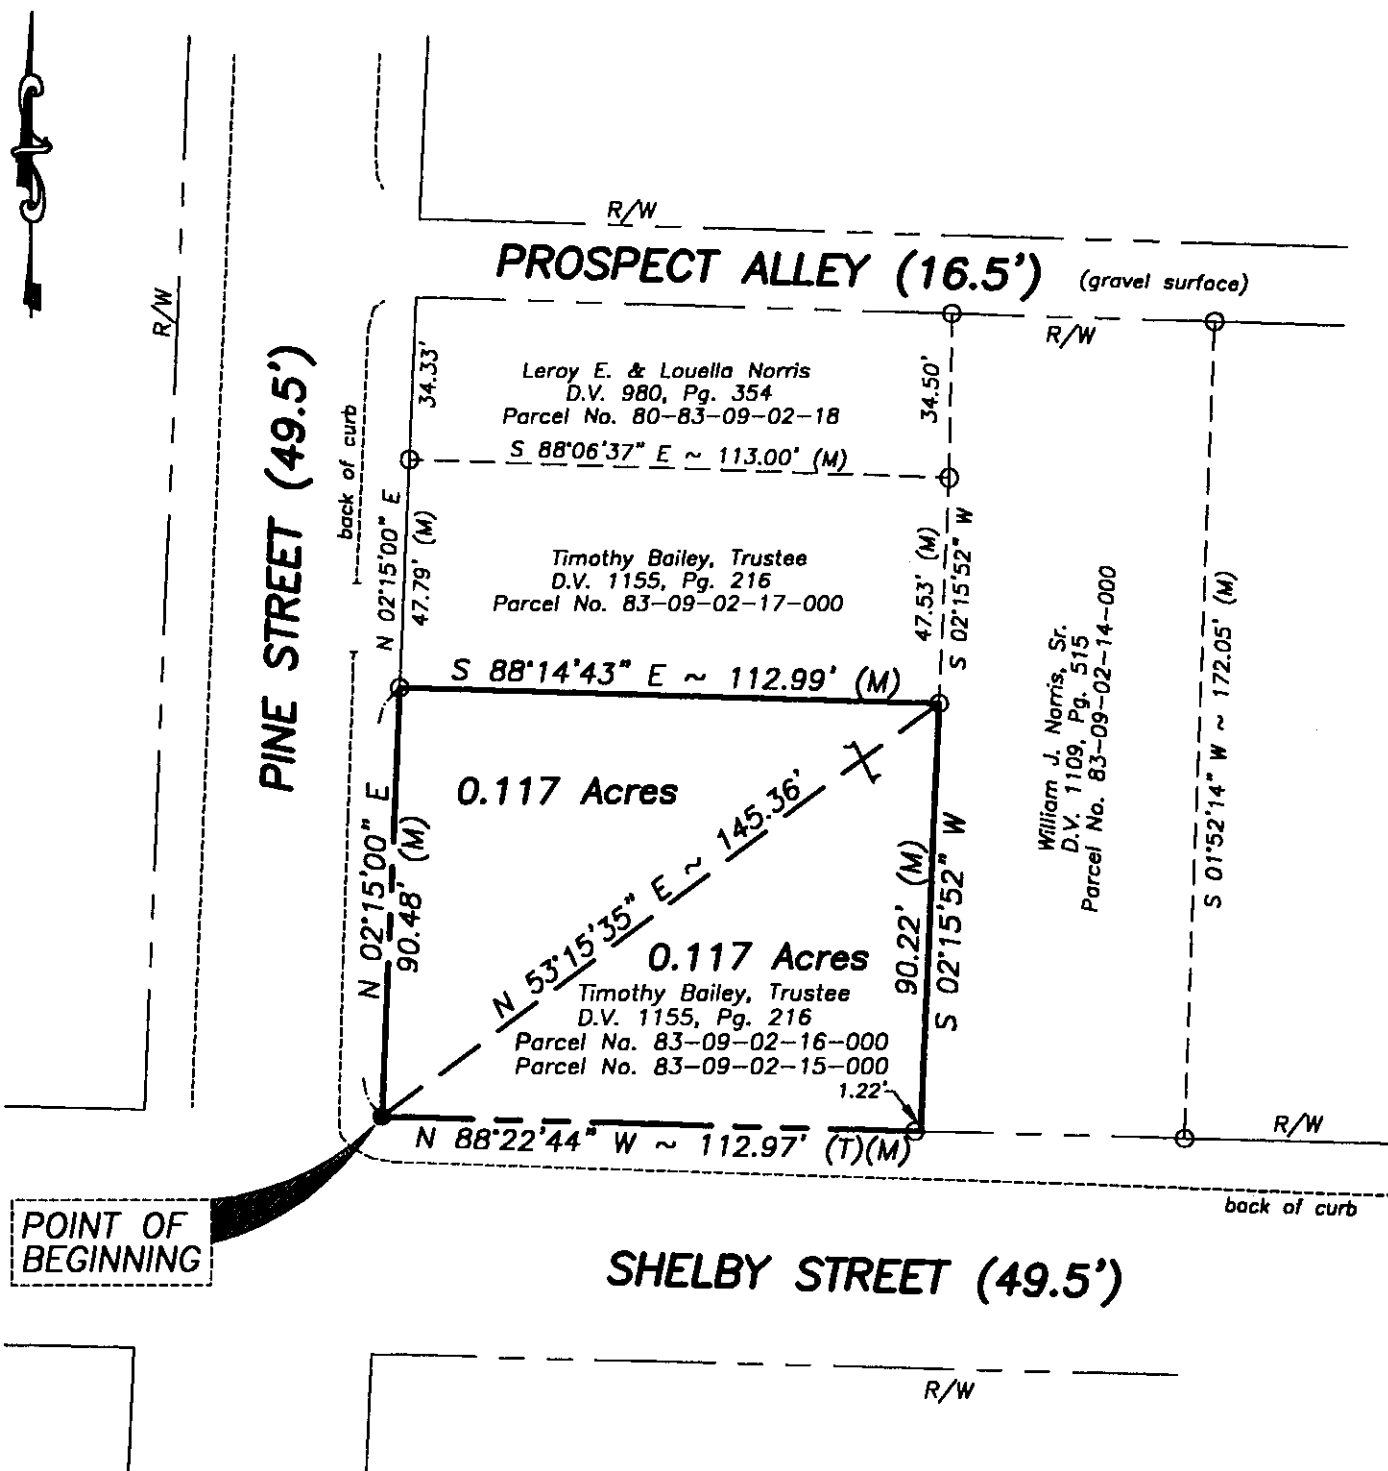 R/W
PROSPECT ALLEY (16.5') (gravel surface)
R/W
R/W
PINE STREET (49.5')
back of curb
34.33'
Leroy E. & Louella Norris
D.V. 980, Pg. 354
Parcel No. 80-83-09-02-18
34.50'
S 88°06'37" E ~ 113.00' (M)
N 02°15'00" E
47.79' (M)
Timothy Bailey, Trustee
D.V. 1155, Pg. 216
Parcel No. 83-09-02-17-000
47.53' (M)
S 02°15'52" W
S 88°14'43" E ~ 112.99' (M)
William J. Norris, Sr.
D.V. 1109, Pg. 515
Parcel No. 83-09-02-14-000
S 01°52'14" W ~ 172.05' (M)
0.117 Acres
N 02°15'00" E
90.48' (M)
N 53°15'35" E ~ 145.36'
90.22' (M)
S 02°15'52" W
0.117 Acres
Timothy Bailey, Trustee
D.V. 1155, Pg. 216
Parcel No. 83-09-02-16-000
Parcel No. 83-09-02-15-000
1.22'
N 88°22'44" W ~ 112.97' (T)(M)
R/W
back of curb
POINT OF
BEGINNING
SHELBY STREET (49.5')
R/W